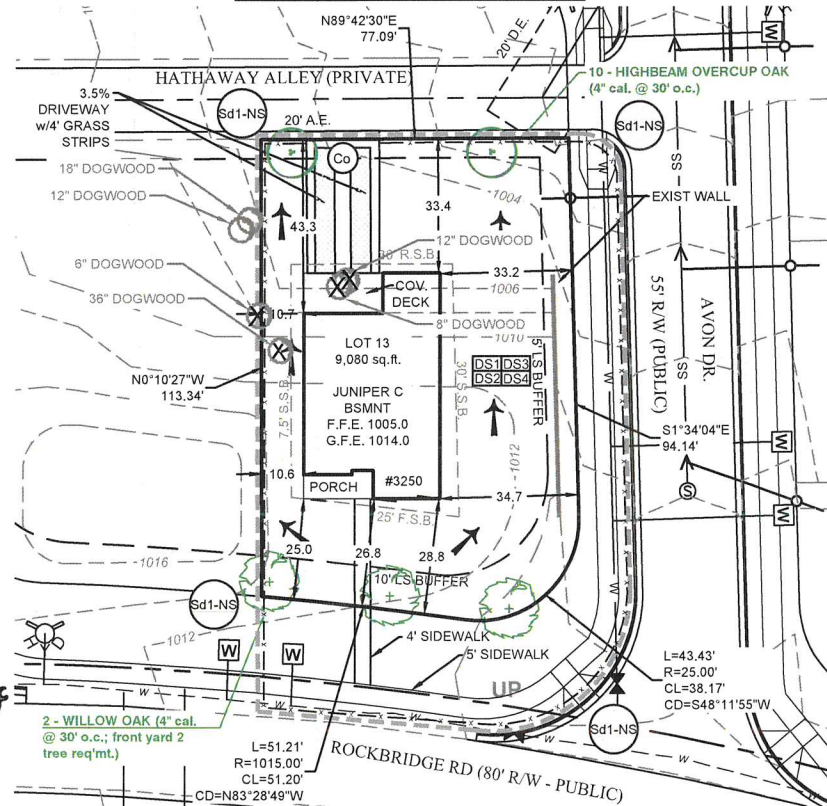 N89°42'30"E
77.09'
20' D.E.
HATHAWAY ALLEY (PRIVATE)
10 - HIGHBEAM OVERCUP OAK
(4" cal. @ 30' o.c.)
W
3.5%
DRIVEWAY
w/4' GRASS
STRIPS
Sd1-NS
20' A.E.
Sd1-NS
SS
W
Co
18" DOGWOOD
12" DOGWOOD
1004
EXIST WALL
33.4
43.3
12" DOGWOOD
30' R.S.B.
6" DOGWOOD
33.2
COV.
DECK
1006
36" DOGWOOD
10.7
8" DOGWOOD
1010
55' R/W (PUBLIC)
AVON DR.
SS
LOT 13
9,080 sq.ft.
JUNIPER C
BSMNT
F.F.E. 1005.0
G.F.E. 1014.0
DS1 DS3
DS2 DS4
5' LS BUFFER
30' S.S.B.
7.5' S.S.B.
N0°10'27"W
113.34'
W
S1°34'04"E
94.14'
W
1012
10.6
PORCH
#3250
34.7
S
W
25' F.S.B.
25.0
26.8
28.8
1016
10' LS BUFFER
W
Sd1-NS
1012
4' SIDEWALK
5' SIDEWALK
W
W
L=43.43'
R=25.00'
CL=38.17'
CD=S48°11'55"W
UP
W
W
W
2 - WILLOW OAK (4" cal.
@ 30' o.c.; front yard 2
tree req'mt.)
Sd1-NS
W
W
L=51.21'
R=1015.00'
CL=51.20'
CD=N83°28'49"W
ROCKBRIDGE RD (80' R/W - PUBLIC)